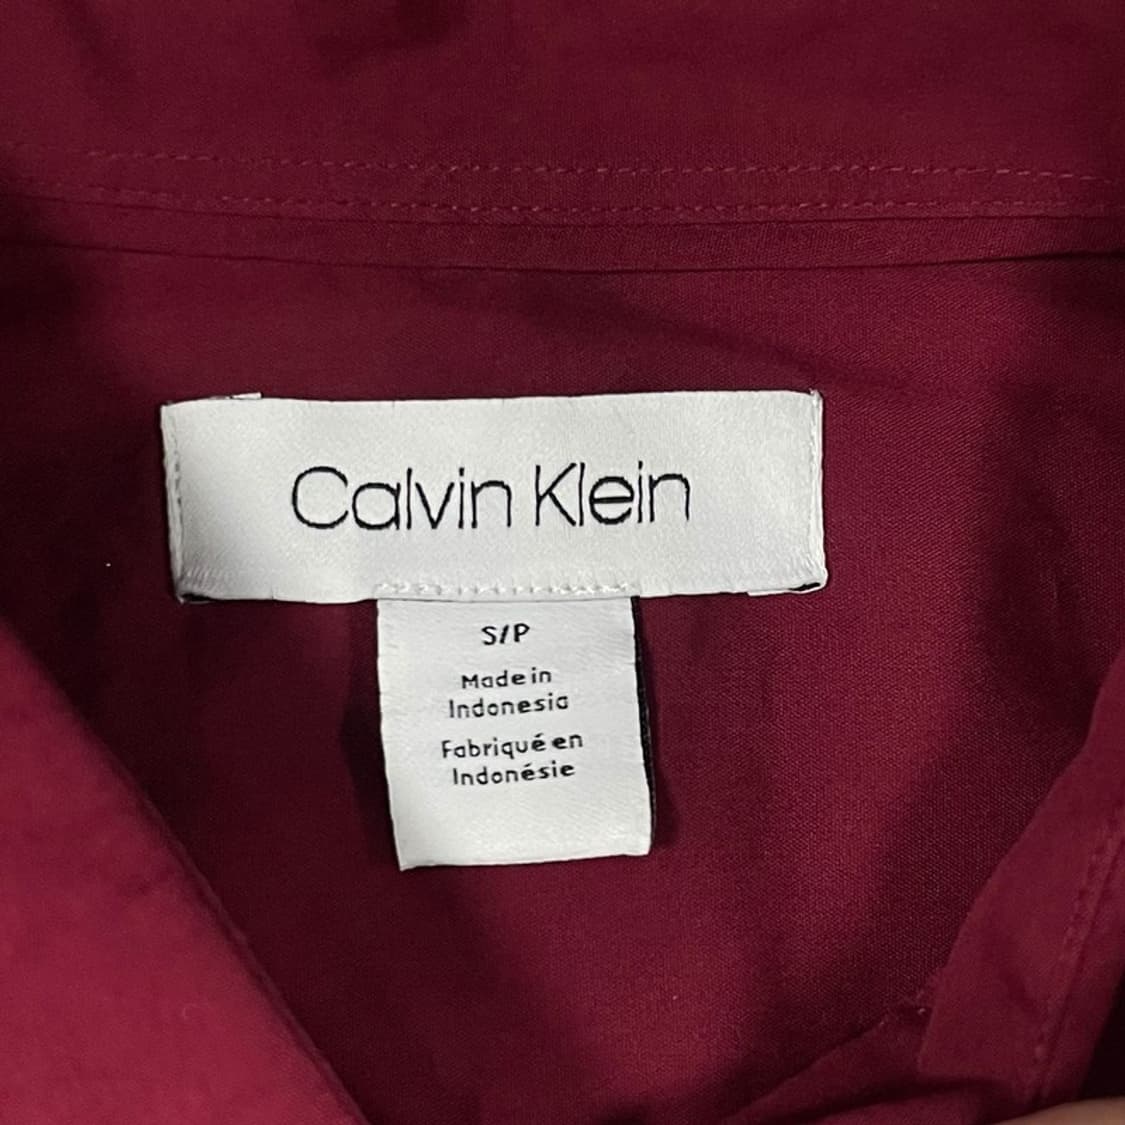 Calvin Klein
S/P
Made in
Indonesia
Fabriqué en
Indonésie